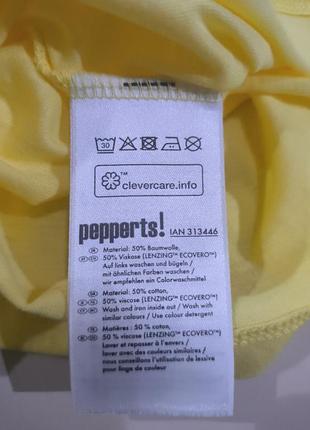 30
clevercare.info
pepperts! IAN 313446
Material: 50% Baumwolle,
50% Viskose (LENZING™ ECOVERO™)
Auf links waschen und bügeln /
mit ähnlichen Farben waschen /
wir empfehlen ein Colorwaschmittel
Material: 50% cotton,
50% viscose (LENZING™ ECOVERO™)
Wash and iron inside out / Wash with
similar colours / Use colour detergent
Matières : 50 % coton,
50 % viscose (LENZING™ ECOVERO™)
Laver et repasser à l'envers /
laver avec des couleurs similaires /
nous conseillons l'utilisation de lessive
pour linge de couleur